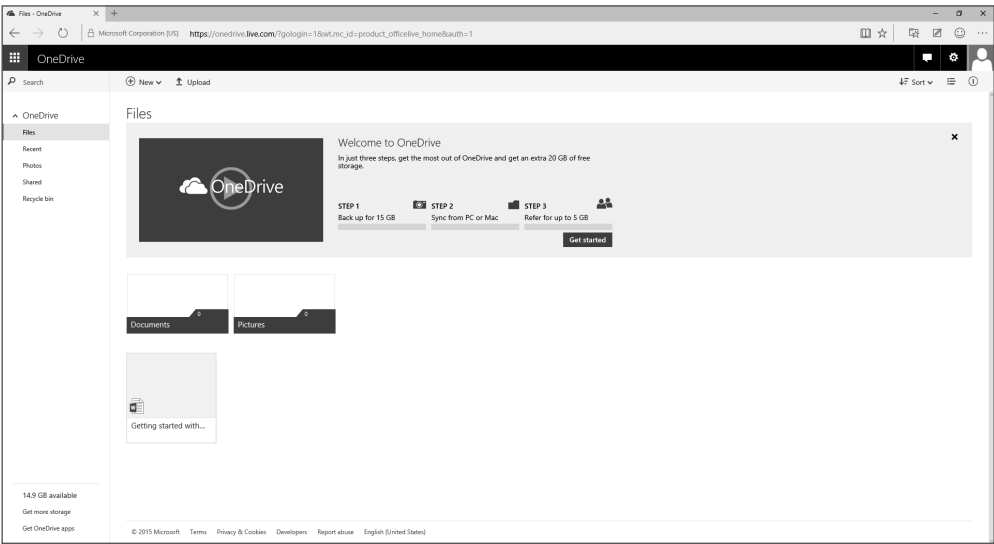 Files - OneDrive
Microsoft Corporation [US] https://onedrive.live.com/?gologin=1&wt.mc_id=product_officelive_home&auth=1
OneDrive
Search
New
Upload
Sort
OneDrive
Files
Recent
Photos
Shared
Recycle bin
Files
OneDrive
Welcome to OneDrive
In just three steps, get the most out of OneDrive and get an extra 20 GB of free
storage.
STEP 1
Back up for 15 GB
STEP 2
Sync from PC or Mac
STEP 3
Refer for up to 5 GB
Get started
0
Documents
0
Pictures
Getting started with...
14.9 GB available
Get more storage
Get OneDrive apps
© 2015 Microsoft Terms Privacy & Cookies Developers Report abuse English (United States)